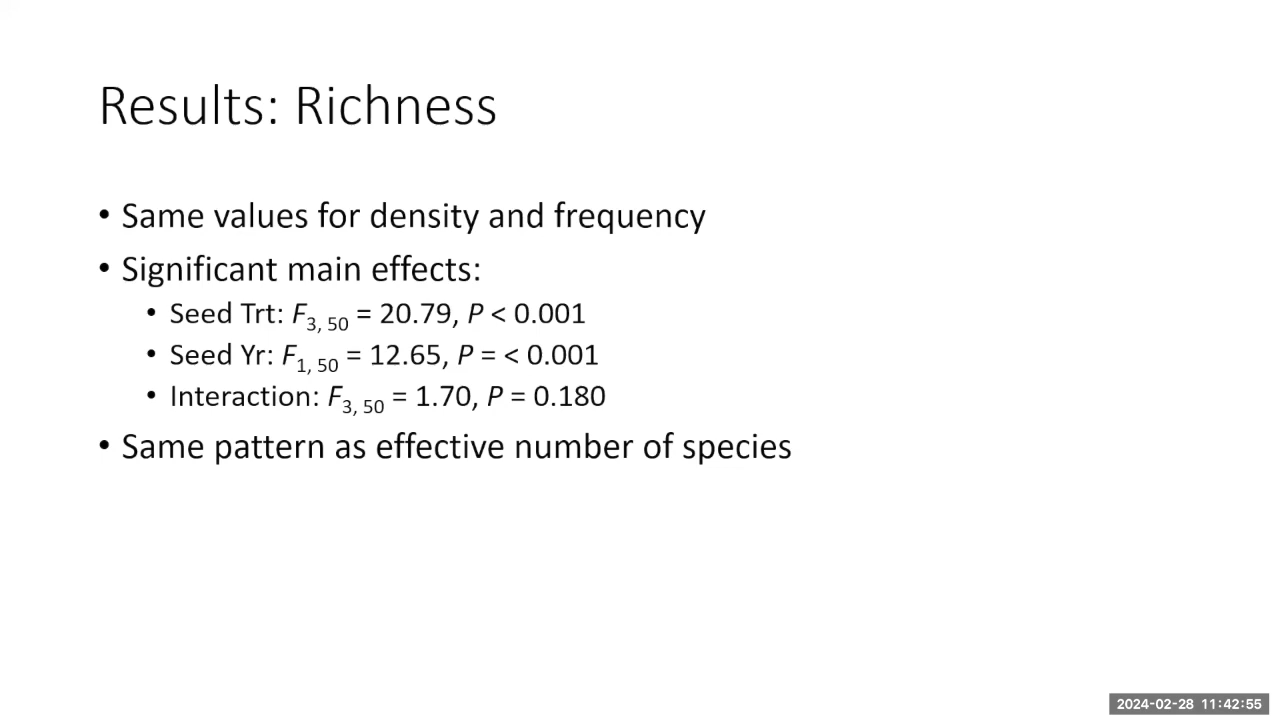 Results: Richness
• Same values for density and frequency
• Significant main effects:
• Seed Trt: F3, 50 = 20.79, P < 0.001
• Seed Yr: F1, 50 = 12.65, P = < 0.001
• Interaction: F3, 50 = 1.70, P = 0.180
• Same pattern as effective number of species
2024-02-28 11:42:55